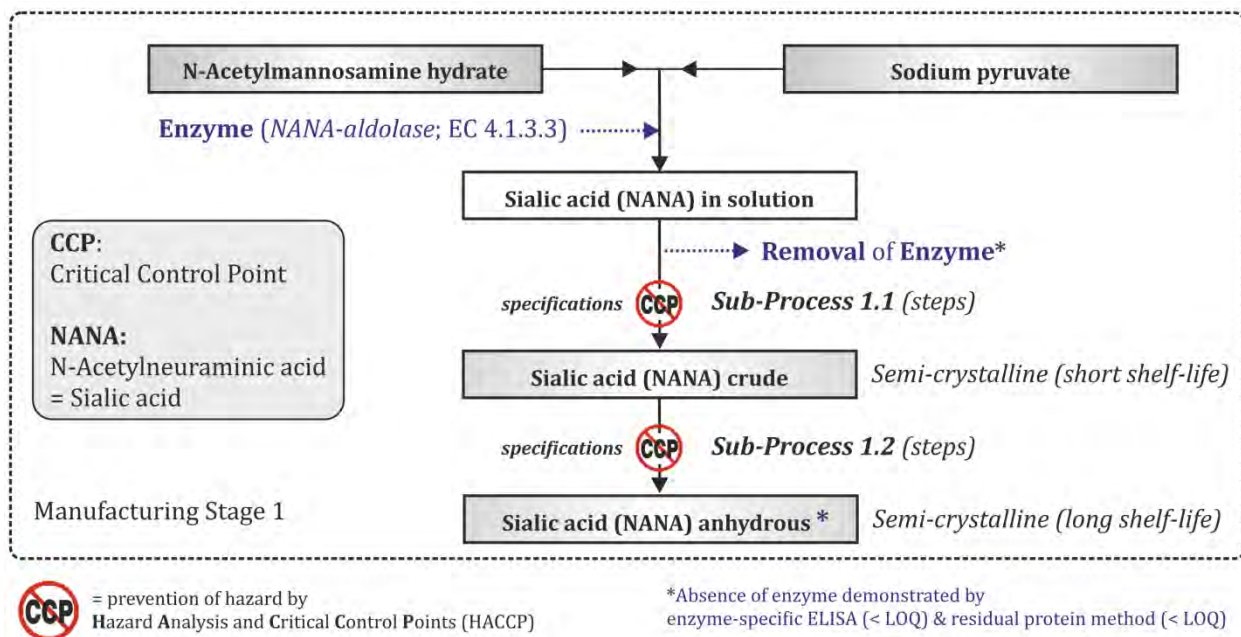 N-Acetylmannosamine hydrate
Sodium pyruvate
Enzyme (NANA-aldolase; EC 4.1.3.3)
Sialic acid (NANA) in solution
Removal of Enzyme*
CCP:
Critical Control Point
NANA:
N-Acetylneuraminic acid
= Sialic acid
specifications CCP Sub-Process 1.1 (steps)
Sialic acid (NANA) crude Semi-crystalline (short shelf-life)
specifications CCP Sub-Process 1.2 (steps)
Manufacturing Stage 1
Sialic acid (NANA) anhydrous * Semi-crystalline (long shelf-life)
CCP = prevention of hazard by
Hazard Analysis and Critical Control Points (HACCP)
*Absence of enzyme demonstrated by
enzyme-specific ELISA (< LOQ) & residual protein method (< LOQ)